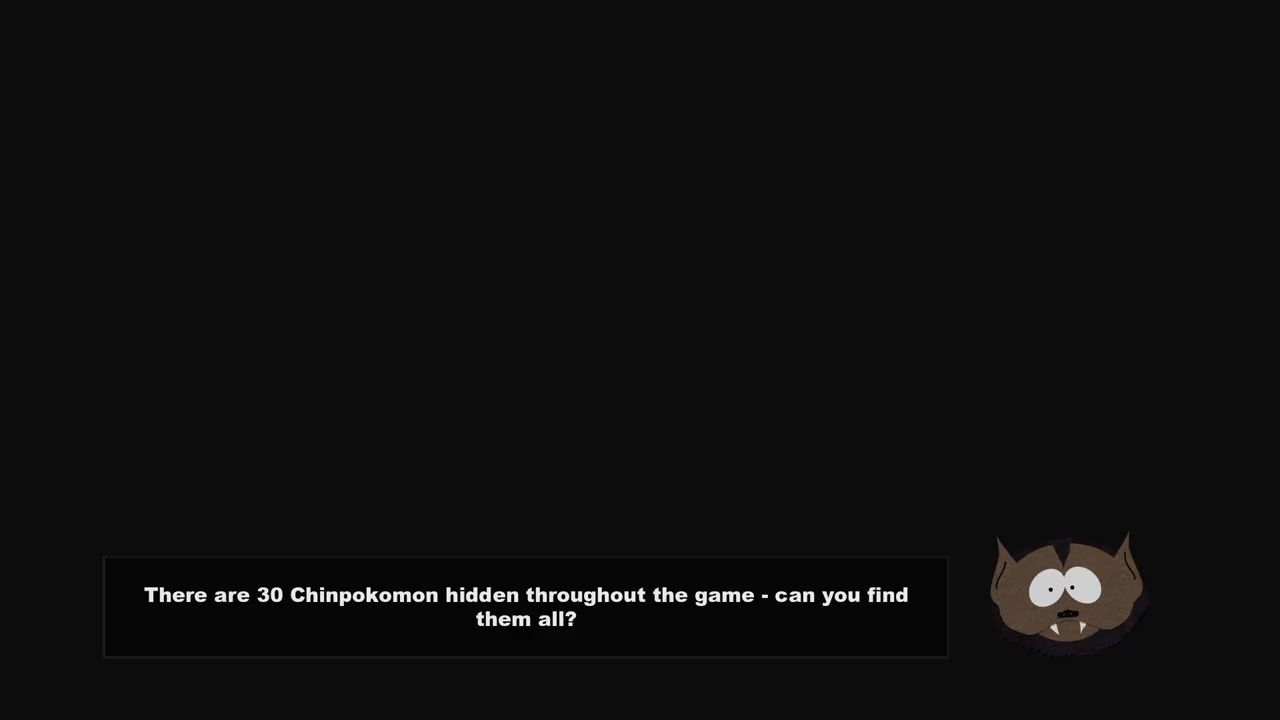 There are 30 Chinpokomon hidden throughout the game - can you find
them all?